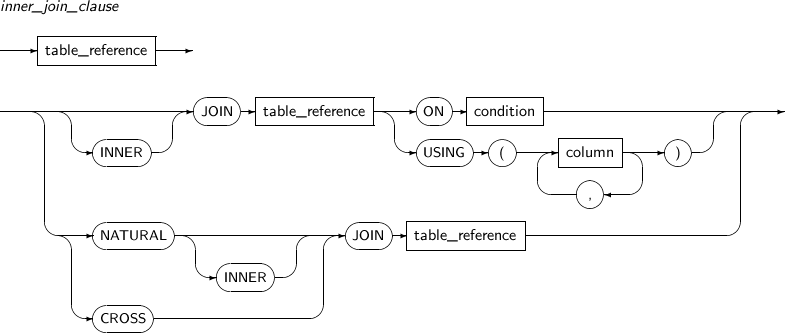 inner_join_clause
table_reference
JOIN table_reference ON condition
INNER USING ( column )
,
NATURAL JOIN table_reference
INNER
CROSS